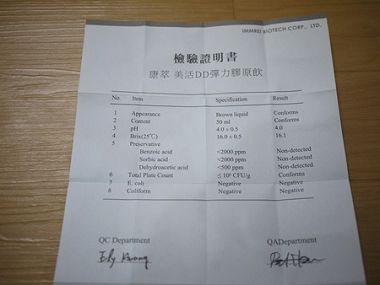 IMMREI BIOTECH CORP., LTD.
檢驗證明書
康萃 美活DD彈力膠原飲
No. Item Specification Result
1 Appearance Brown liquid Conforms
2 Content 50 ml Conforms
3 pH 4.0 ± 0.5 4.0
4 Brix(25℃) 16.0 ± 0.5 16.1
5 Preservative
Benzoic acid <2000 ppm Non-detected
Sorbic acid <2000 ppm Non-detected
Dehydroacetic acid <500 ppm Non-detected
6 Total Plate Count Conforms
7 E. coli Negative Negative
8 Coliform Negative Negative
QC Department QADepartment